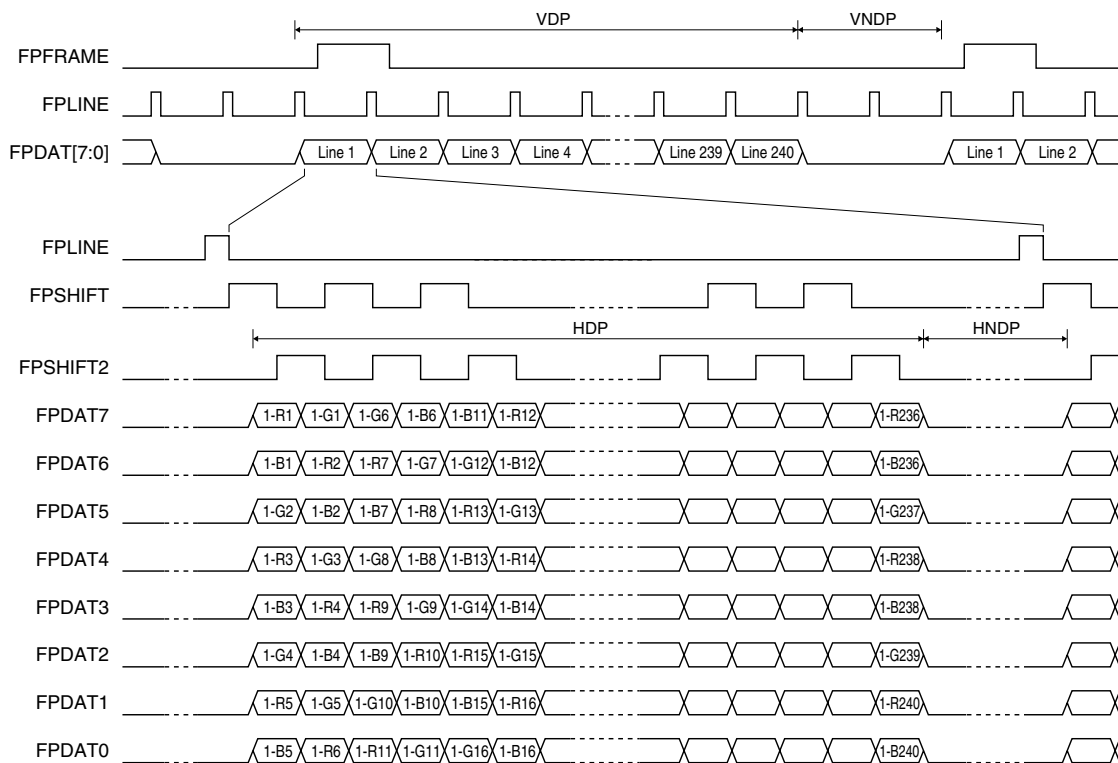 VDP VNDP
FPFRAME
FPLINE
FPDAT[7:0] Line 1 Line 2 Line 3 Line 4 Line 239 Line 240 Line 1 Line 2
FPLINE
FPSHIFT
HDP HNDP
FPSHIFT2
FPDAT7 1-R1 1-G1 1-G6 1-B6 1-B11 1-R12 1-R236
FPDAT6 1-B1 1-R2 1-R7 1-G7 1-G12 1-B12 1-B236
FPDAT5 1-G2 1-B2 1-B7 1-R8 1-R13 1-G13 1-G237
FPDAT4 1-R3 1-G3 1-G8 1-B8 1-B13 1-R14 1-R238
FPDAT3 1-B3 1-R4 1-R9 1-G9 1-G14 1-B14 1-B238
FPDAT2 1-G4 1-B4 1-B9 1-R10 1-R15 1-G15 1-G239
FPDAT1 1-R5 1-G5 1-G10 1-B10 1-B15 1-R16 1-R240
FPDAT0 1-B5 1-R6 1-R11 1-G11 1-G16 1-B16 1-B240